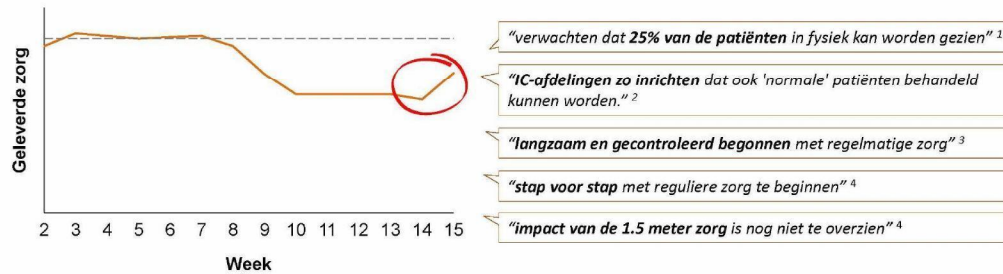 Geleverde zorg
2 3 4 5 6 7 8 9 10 11 12 13 14 15
Week
“verwachten dat 25% van de patiënten in fysiek kan worden gezien” 1
“IC-afdelingen zo inrichten dat ook 'normale' patiënten behandeld
kunnen worden.” 2
“langzaam en gecontroleerd begonnen met regelmatige zorg” 3
“stap voor stap met reguliere zorg te beginnen” 4
“impact van de 1.5 meter zorg is nog niet te overzien” 4